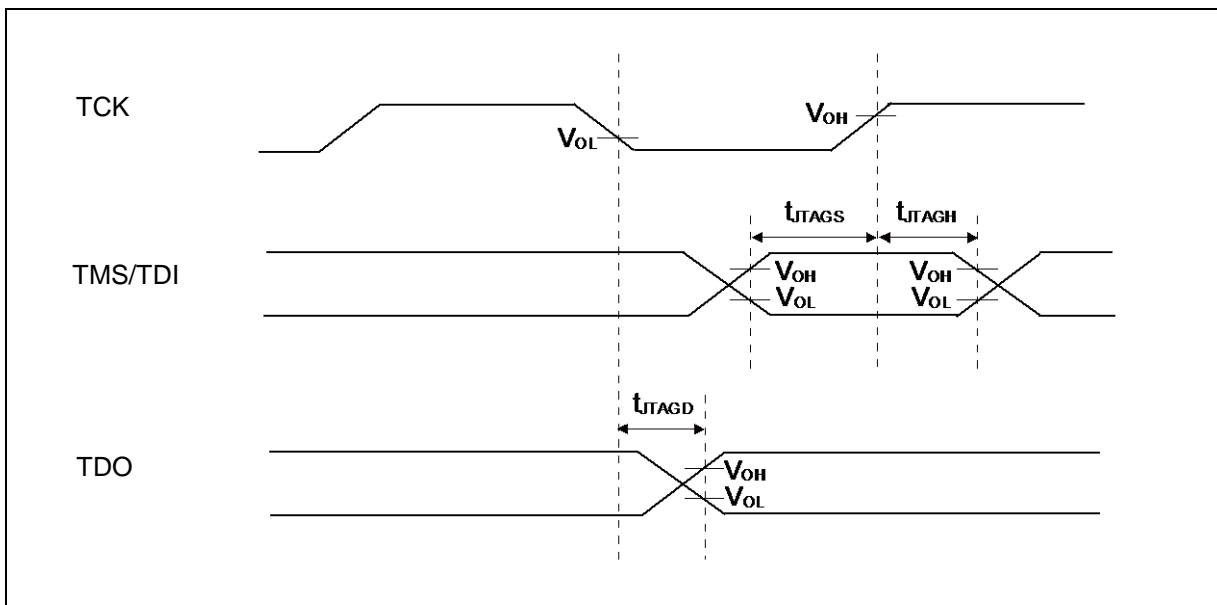 TCK
VOL
VOH
tJTAGS
tJTAGH
TMS/TDI
VOH
VOL
VOH
VOL
tJTAGD
TDO
VOH
VOL